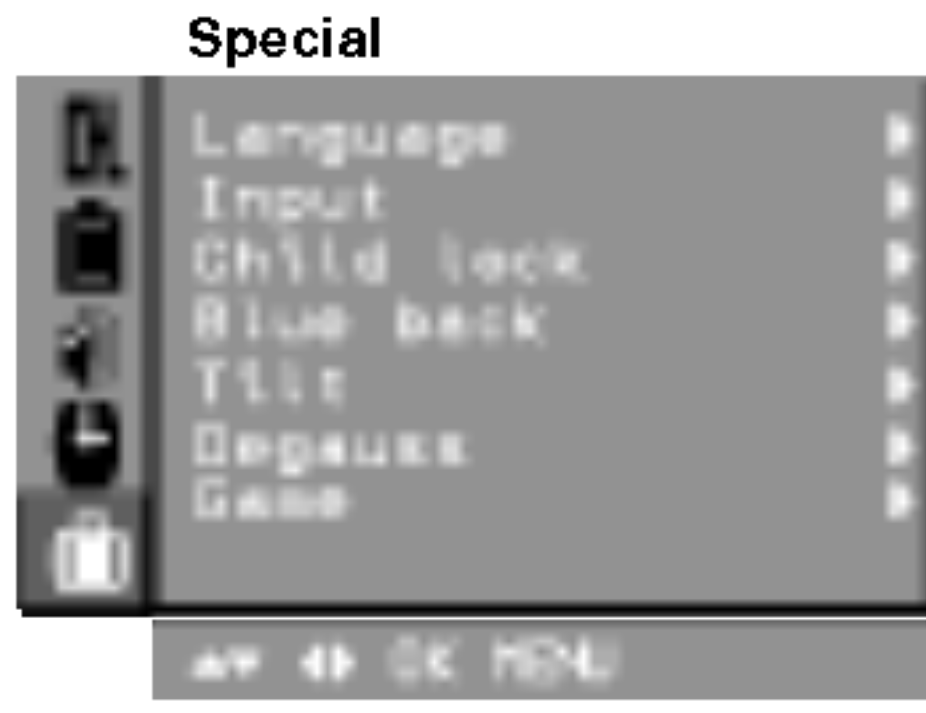 Special
Language
Input
Child lock
Blue back
Tilt
Degauss
Game
▲▼ ◀▶ OK MENU